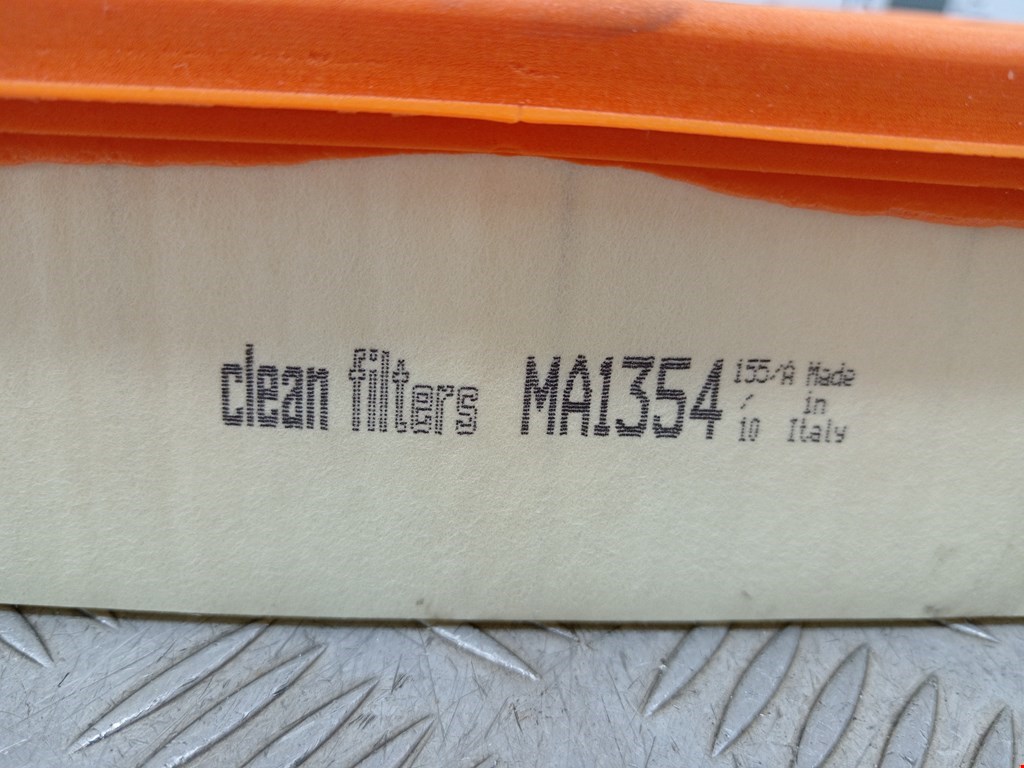 clean filters MA1354 155/A Made
/ in
10 Italy